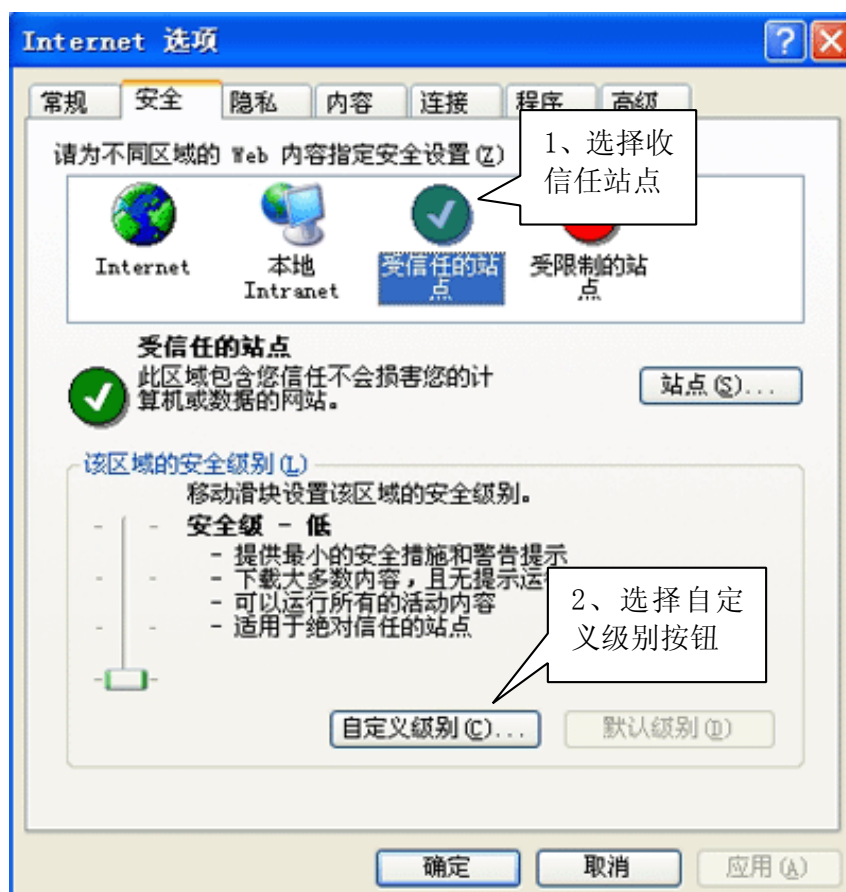 Internet 选项
常规 安全 隐私 内容 连接 程序 高级
请为不同区域的 Web 内容指定安全设置(Z)
1、选择收
信任站点
Internet
本地
Intranet
受信任的站
点
受限制的站
点
受信任的站点
此区域包含您信任不会损害您的计
算机或数据的网站。
站点(S)...
该区域的安全级别(L)
移动滑块设置该区域的安全级别。
安全级 - 低
- 提供最小的安全措施和警告提示
- 下载大多数内容，且无提示运
- 可以运行所有的活动内容
- 适用于绝对信任的站点
2、选择自定
义级别按钮
自定义级别(C)...
默认级别(D)
确定 取消 应用(A)